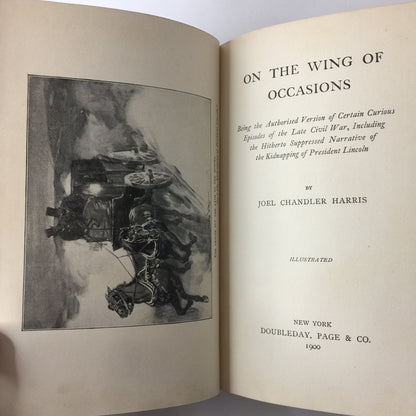 ON THE WING OF
OCCASIONS
Being the Authorised Version of Certain Curious
Episodes of the Late Civil War, Including
the Hitherto Suppressed Narrative of
the Kidnapping of President Lincoln
BY
JOEL CHANDLER HARRIS
ILLUSTRATED
NEW YORK
DOUBLEDAY, PAGE & CO.
1900